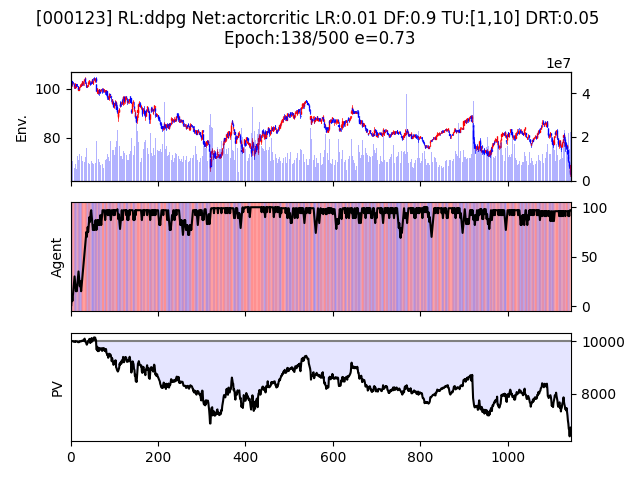 [000123] RL:ddpg Net:actorcritic LR:0.01 DF:0.9 TU:[1,10] DRT:0.05
Epoch:138/500 e=0.73
1e7
Env.
100
80
4
2
0
Agent
100
50
0
PV
10000
8000
0 200 400 600 800 1000